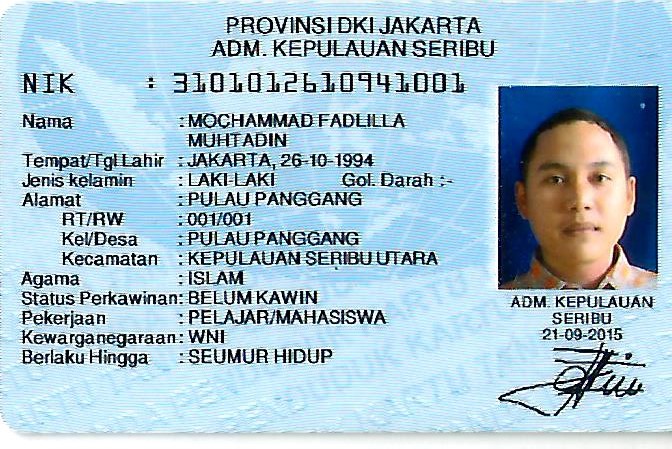 PROVINSI DKI JAKARTA
ADM. KEPULAUAN SERIBU
NIK : 3101012610941001
Nama : MOCHAMMAD FADLILLA
MUHTADIN
Tempat/Tgl Lahir : JAKARTA, 26-10-1994
Jenis kelamin : LAKI-LAKI Gol. Darah :-
Alamat : PULAU PANGGANG
RT/RW : 001/001
Kel/Desa : PULAU PANGGANG
Kecamatan : KEPULAUAN SERIBU UTARA
Agama : ISLAM
Status Perkawinan: BELUM KAWIN
Pekerjaan : PELAJAR/MAHASISWA
Kewarganegaraan: WNI
Berlaku Hingga : SEUMUR HIDUP
ADM. KEPULAUAN
SERIBU
21-09-2015